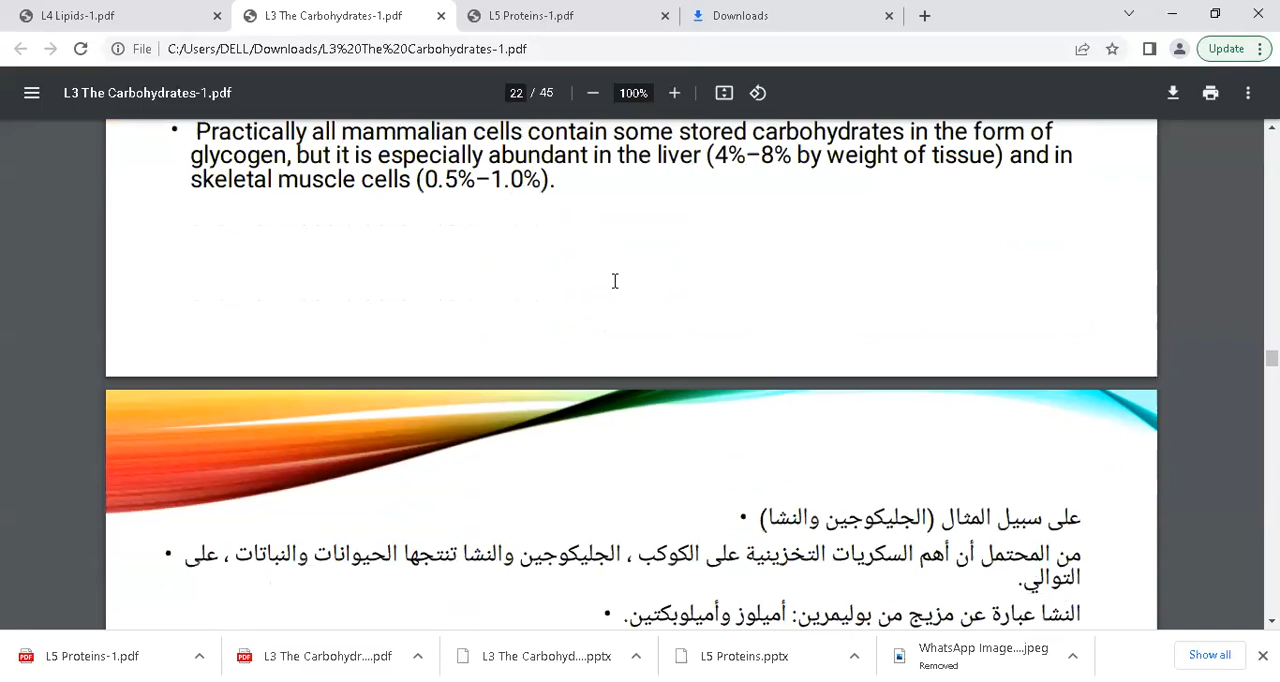 L4 Lipids-1.pdf
L3 The Carbohydrates-1.pdf
L5 Proteins-1.pdf
Downloads
File
C:/Users/DELL/Downloads/L3%20The%20Carbohydrates-1.pdf
Update
L3 The Carbohydrates-1.pdf
22 / 45
100%
• Practically all mammalian cells contain some stored carbohydrates in the form of
glycogen, but it is especially abundant in the liver (4%–8% by weight of tissue) and in
skeletal muscle cells (0.5%–1.0%).
على سبيل المثال (الجليكوجين والنشا) •
من المحتمل أن أهم السكريات التخزينية على الكوكب ، الجليكوجين والنشا تنتجها الحيوانات والنباتات ، على •
التوالي.
النشا عبارة عن مزيج من بوليمرين: أميلوز وأميلوبكتين. •
L5 Proteins-1.pdf
L3 The Carbohydr....pdf
L3 The Carbohyd....pptx
L5 Proteins.pptx
WhatsApp Image....jpeg
Removed
Show all